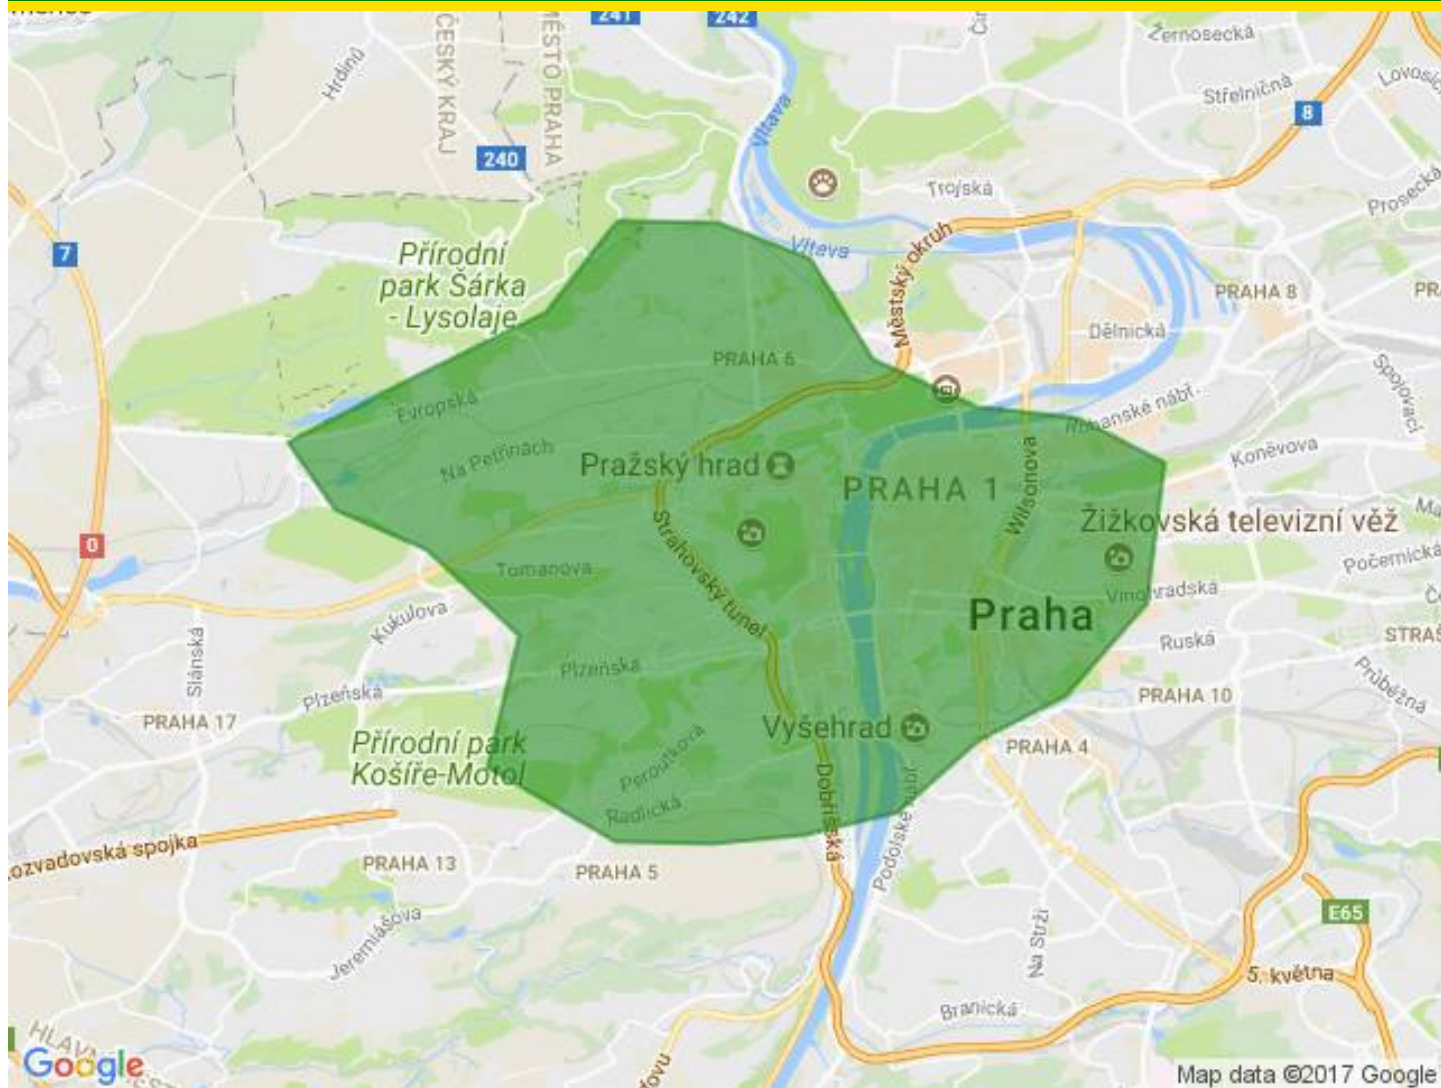 241
242
Žernosecká
Lovosic
Střelničná
Hrdinů
ČESKÝ KRAJ
MĚSTO PRAHA
Vltava
8
240
Trojská
Prosecká
7
Přírodní
park Šárka
- Lysolaje
Vltava
Městský okruh
PRAHA 8
PR
Dělnická
PRAHA 6
Spojovací
Evropská
Rohanské nábř.
Na Petřinách
Pražský hrad
PRAHA 1
Wilsonova
Koněvova
Žižkovská televizní věž
0
Strahovský tunel
Počernická
Tomanova
Vinohradská
Kukulova
Praha
Ruská
STRAŠ
Slánská
Plzeňská
Plzeňská
Průběžná
PRAHA 17
PRAHA 10
Vyšehrad
Přírodní park
Košíře-Motol
Peroutkova
PRAHA 4
Radlická
Dobříšská
Podolské nábř
ozvadovská spojka
PRAHA 13
PRAHA 5
E65
Jeremiášova
Na Strži
5. května
Branická
HLAV
Google
Map data ©2017 Google